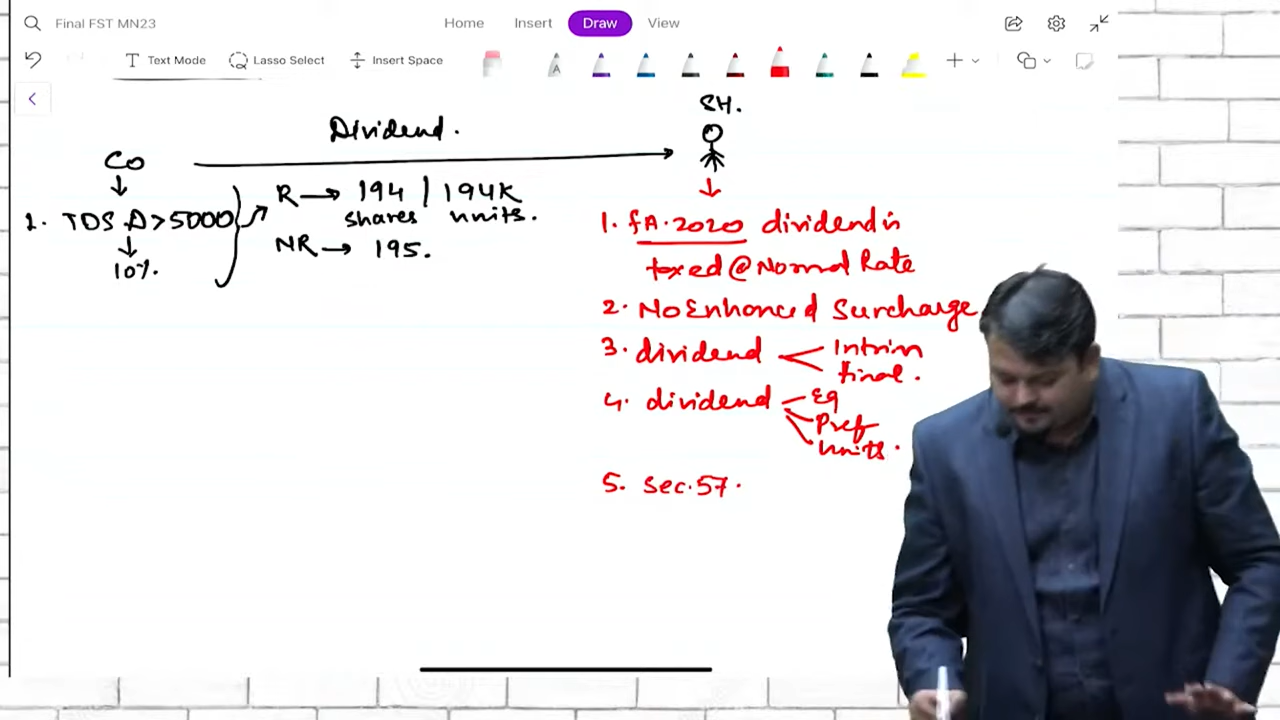 Final FST MN23
Home Insert Draw View
Text Mode Lasso Select Insert Space
A
SH.
Dividend.
Co
1. TDS D > 5000
10%.
R → 194 | 194K
shares units.
NR → 195.
1. FA.2020 dividend is
taxed @ Normal Rate
2. No Enhanced Surcharge
3. dividend Intrim
final.
4. dividend Eq
Pref
Units.
5. Sec.57.